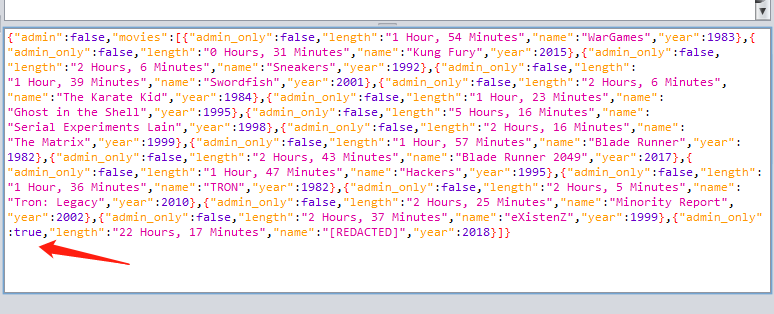 {"admin":false,"movies":[{"admin_only":false,"length":"1 Hour, 54 Minutes","name":"WarGames","year":1983},{
"admin_only":false,"length":"0 Hours, 31 Minutes","name":"Kung Fury","year":2015},{"admin_only":false,
"length":"2 Hours, 6 Minutes","name":"Sneakers","year":1992},{"admin_only":false,"length":
"1 Hour, 39 Minutes","name":"Swordfish","year":2001},{"admin_only":false,"length":"2 Hours, 6 Minutes",
"name":"The Karate Kid","year":1984},{"admin_only":false,"length":"1 Hour, 23 Minutes","name":
"Ghost in the Shell","year":1995},{"admin_only":false,"length":"5 Hours, 16 Minutes","name":
"Serial Experiments Lain","year":1998},{"admin_only":false,"length":"2 Hours, 16 Minutes","name":
"The Matrix","year":1999},{"admin_only":false,"length":"1 Hour, 57 Minutes","name":"Blade Runner","year":
1982},{"admin_only":false,"length":"2 Hours, 43 Minutes","name":"Blade Runner 2049","year":2017},{
"admin_only":false,"length":"1 Hour, 47 Minutes","name":"Hackers","year":1995},{"admin_only":false,"length":
"1 Hour, 36 Minutes","name":"TRON","year":1982},{"admin_only":false,"length":"2 Hours, 5 Minutes","name":
"Tron: Legacy","year":2010},{"admin_only":false,"length":"2 Hours, 25 Minutes","name":"Minority Report",
"year":2002},{"admin_only":false,"length":"2 Hours, 37 Minutes","name":"eXistenZ","year":1999},{"admin_only"
:true,"length":"22 Hours, 17 Minutes","name":"[REDACTED]","year":2018}]}